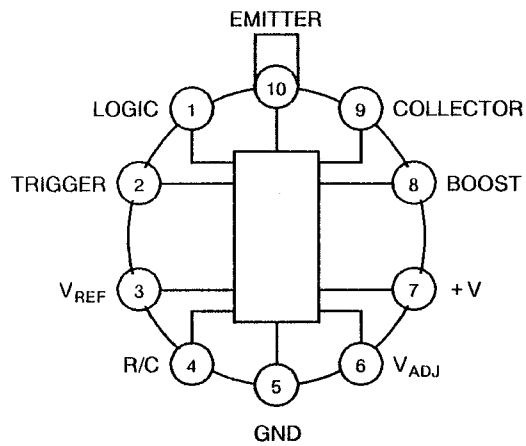 EMITTER
10
LOGIC 1
9 COLLECTOR
TRIGGER 2
8 BOOST
VREF 3
7 +V
R/C 4
6 VADJ
5
GND